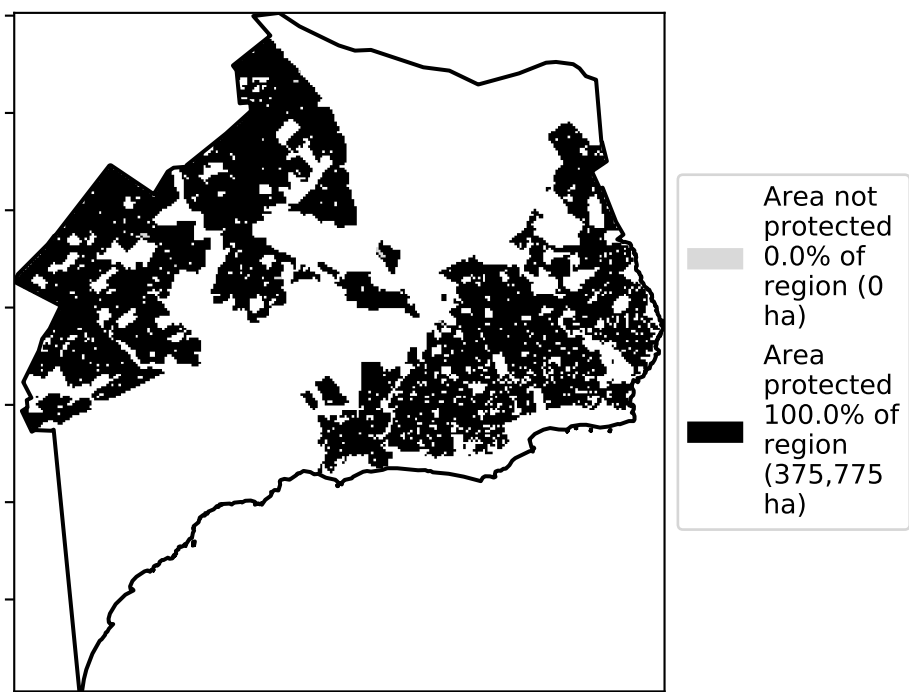 Area not
protected
0.0% of
region (0
ha)
Area
protected
100.0% of
region
(375,775
ha)